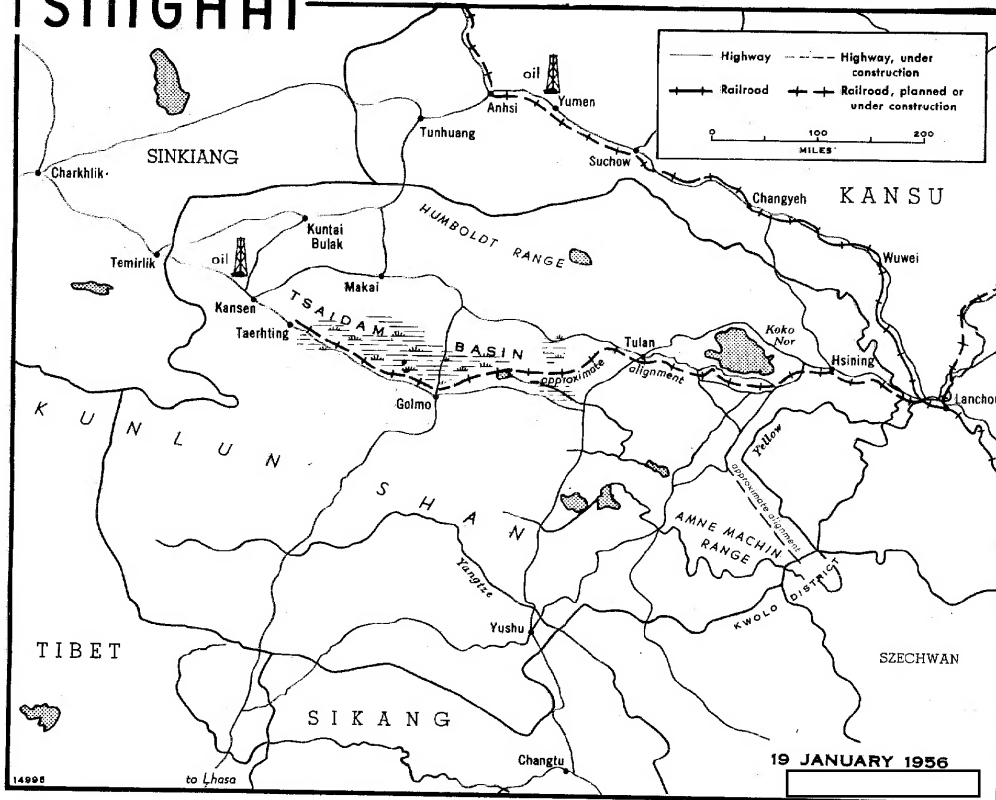 TSINGHAI
Highway
Highway, under
construction
Railroad
Railroad, planned or
under construction
0 100 200
MILES
oil
Anhsi
Yumen
Tunhuang
Suchow
SINKIANG
Charkhlik
Changyeh
KANSU
HUMBOLDT RANGE
Kuntai
Bulak
Temirlik
oil
Wuwei
Makai
Kansen
TSAIDAM
BASIN
Taerhting
Koko
Nor
Tulan
Hsining
approximate
alignment
Golmo
Lanchou
KUNLUN
SHAN
Yellow
approximate alignment
AMNE MACHIN
RANGE
Yangtze
KWOLO DISTRICT
Yushu
TIBET
SZECHWAN
SIKANG
Changtu
19 JANUARY 1956
14996
to Lhasa